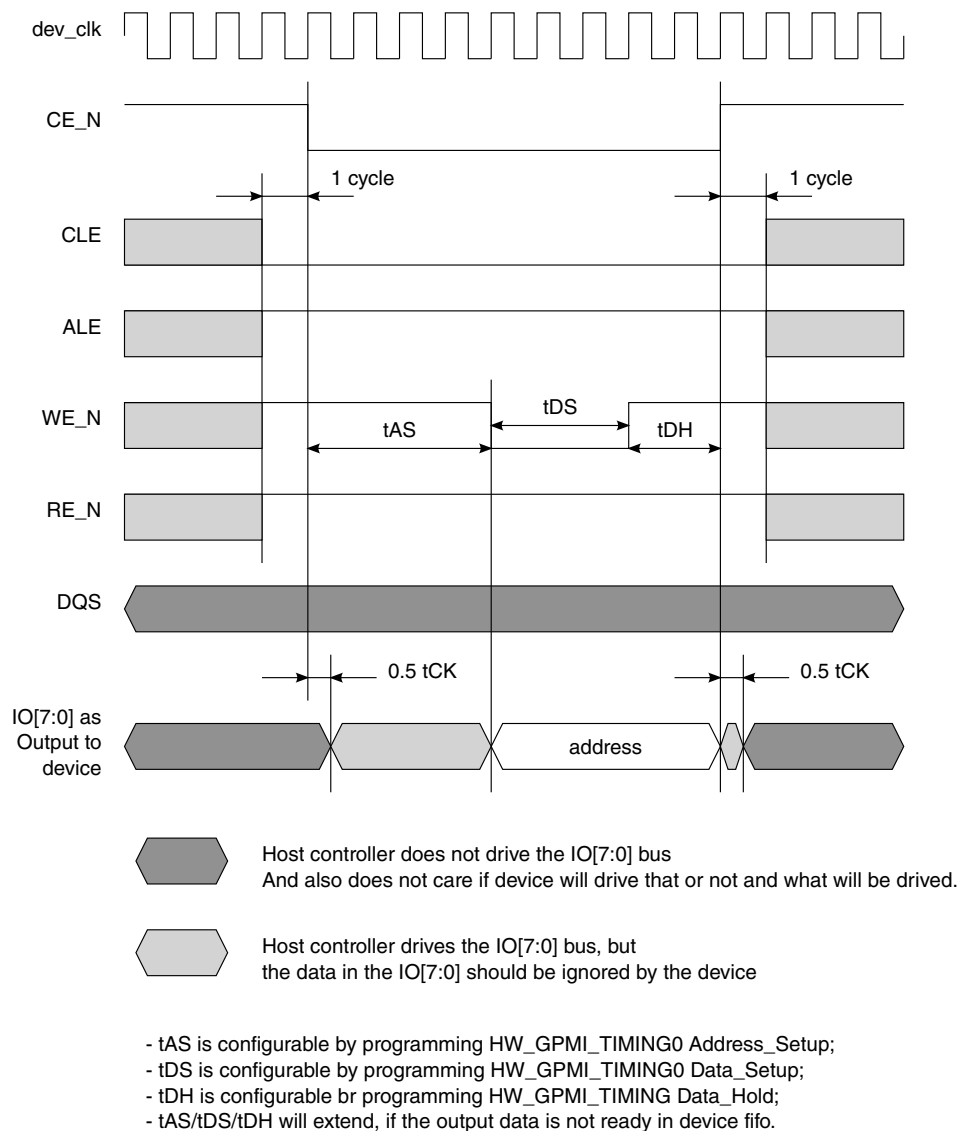 dev_clk
CE_N
1 cycle
1 cycle
CLE
ALE
WE_N
tAS
tDS
tDH
RE_N
DQS
0.5 tCK
0.5 tCK
IO[7:0] as
Output to
device
address
Host controller does not drive the IO[7:0] bus
And also does not care if device will drive that or not and what will be drived.
Host controller drives the IO[7:0] bus, but
the data in the IO[7:0] should be ignored by the device
- tAS is configurable by programming HW_GPMI_TIMING0 Address_Setup;
- tDS is configurable by programming HW_GPMI_TIMING0 Data_Setup;
- tDH is configurable br programming HW_GPMI_TIMING Data_Hold;
- tAS/tDS/tDH will extend, if the output data is not ready in device fifo.